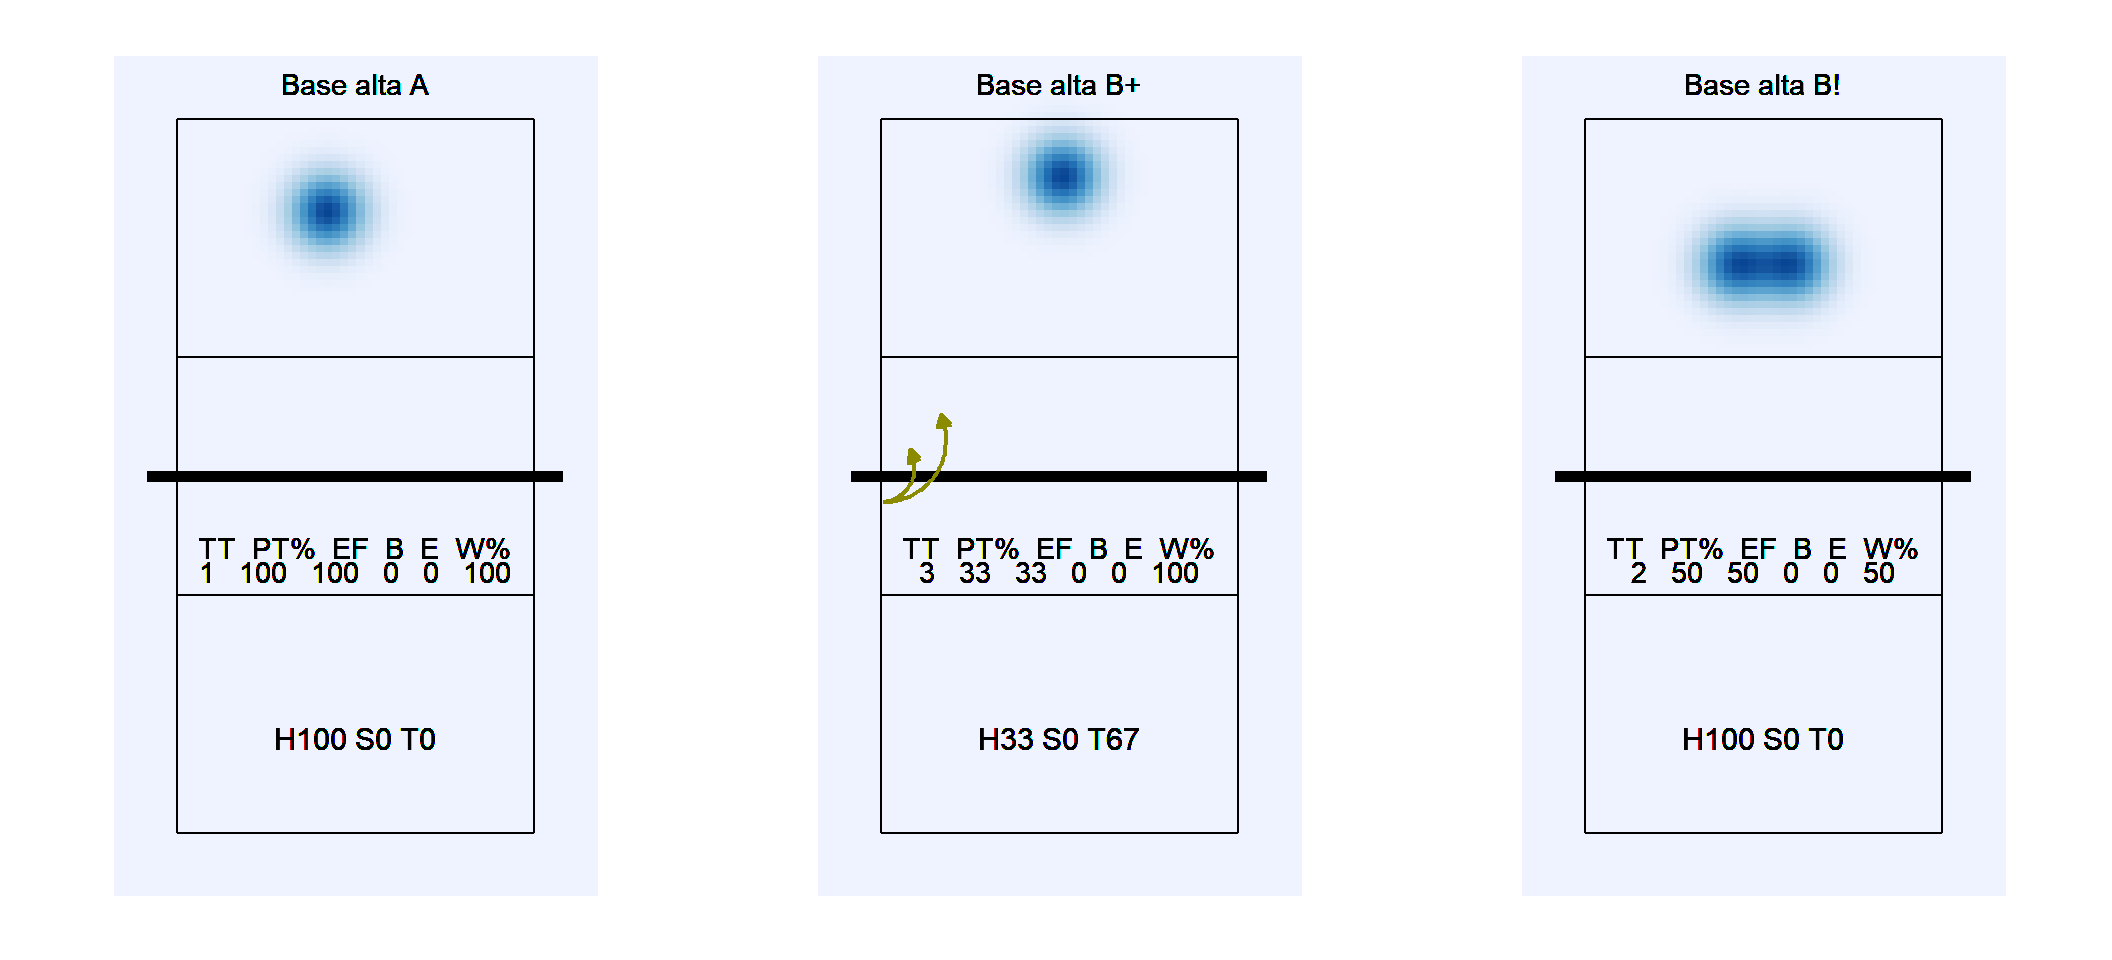 Base alta A
TT PT% EF B E W%
1 100 100 0 0 100
H100 S0 T0
Base alta B+
TT PT% EF B E W%
3 33 33 0 0 100
H33 S0 T67
Base alta B!
TT PT% EF B E W%
2 50 50 0 0 50
H100 S0 T0